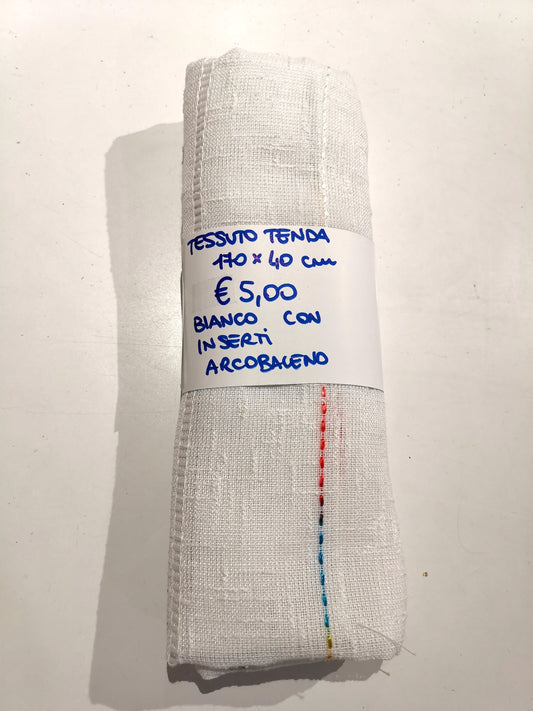 TESSUTO TENDA
170 × 40 cm
€ 5,00
BIANCO CON
INSERTI
ARCOBALENO